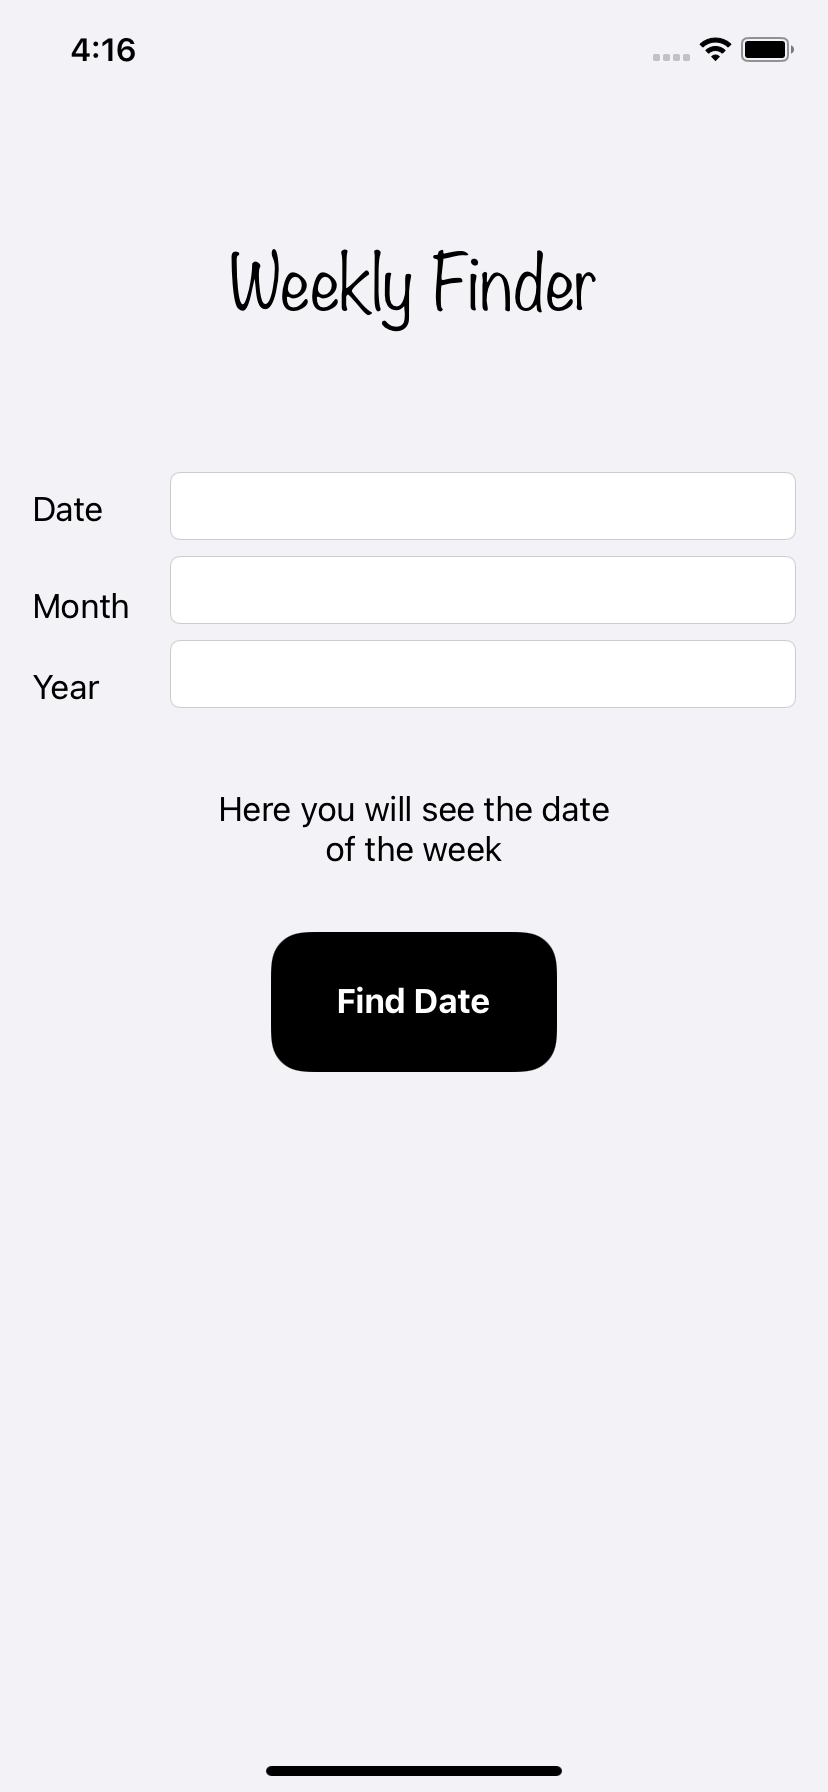 4:16
Weekly Finder
Date
Month
Year
Here you will see the date
of the week
Find Date